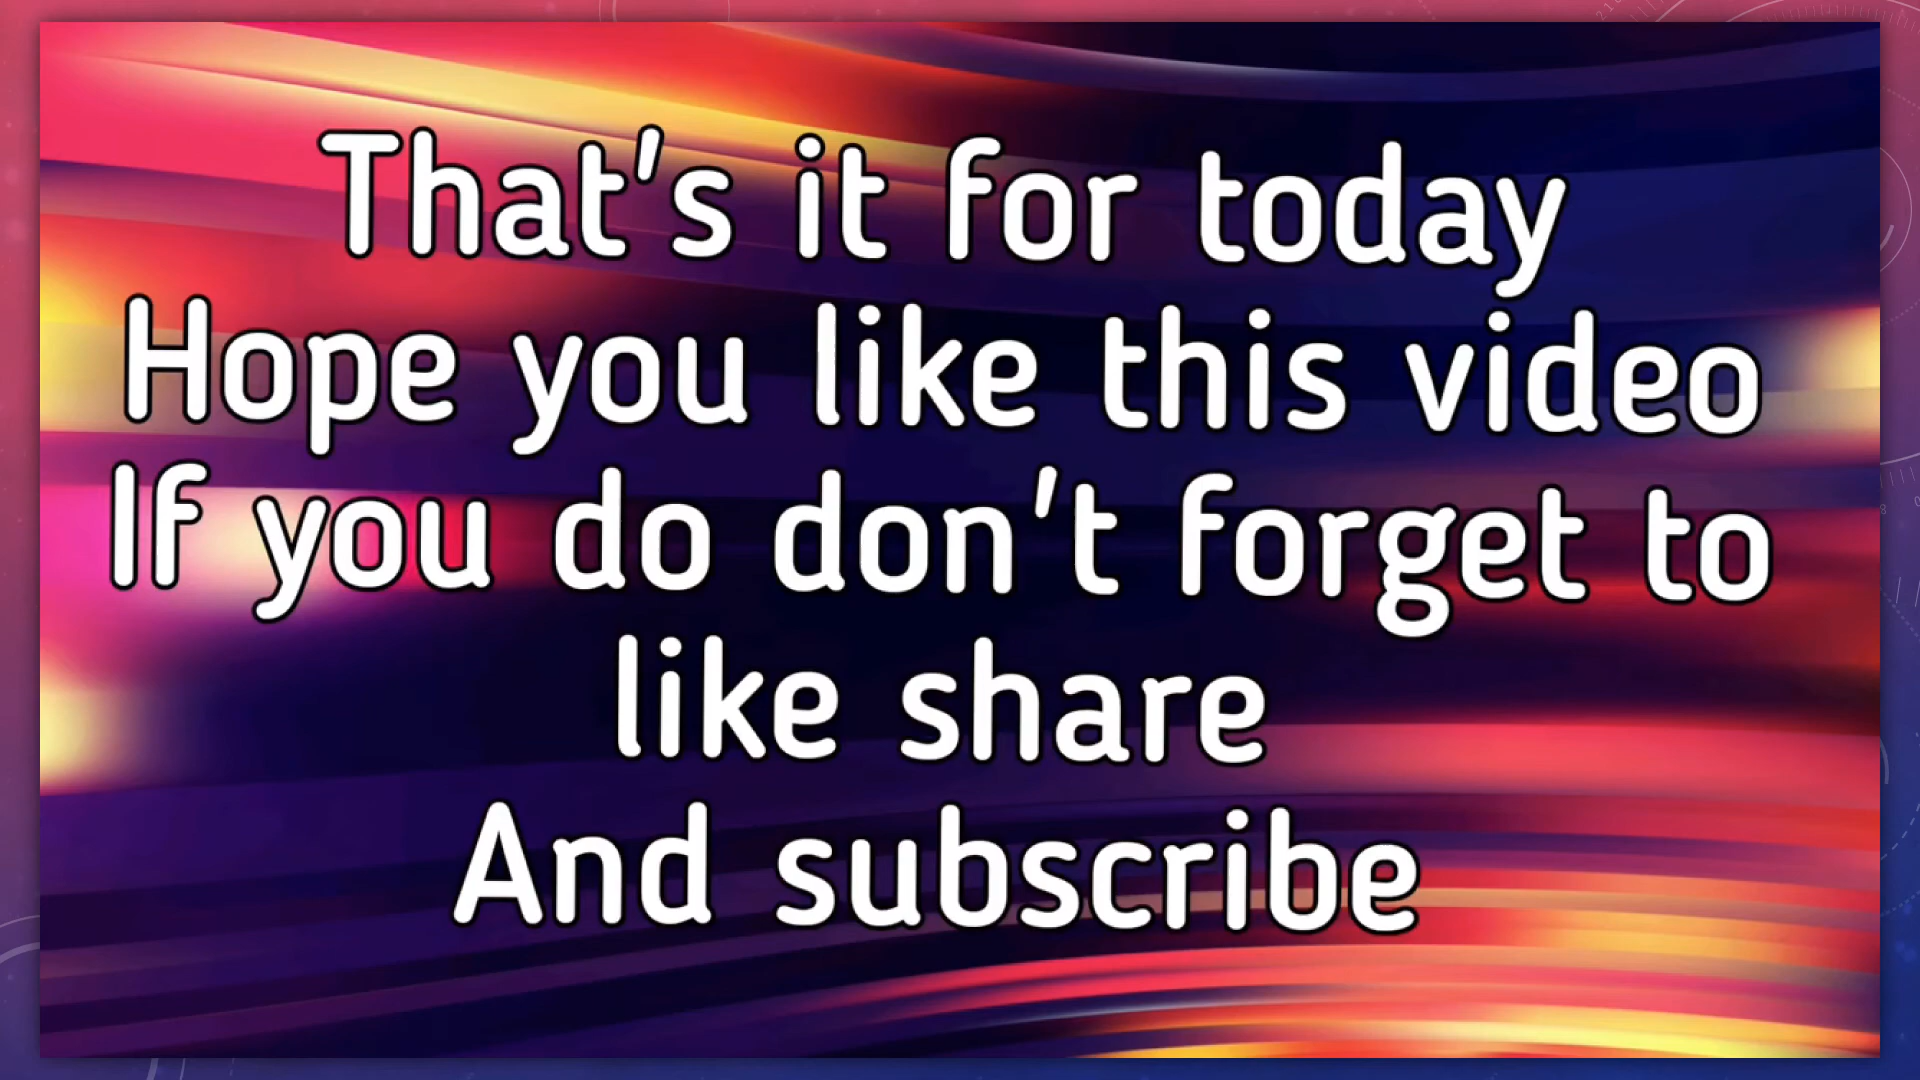 That's it for today
Hope you like this video
If you do don't forget to
like share
And subscribe